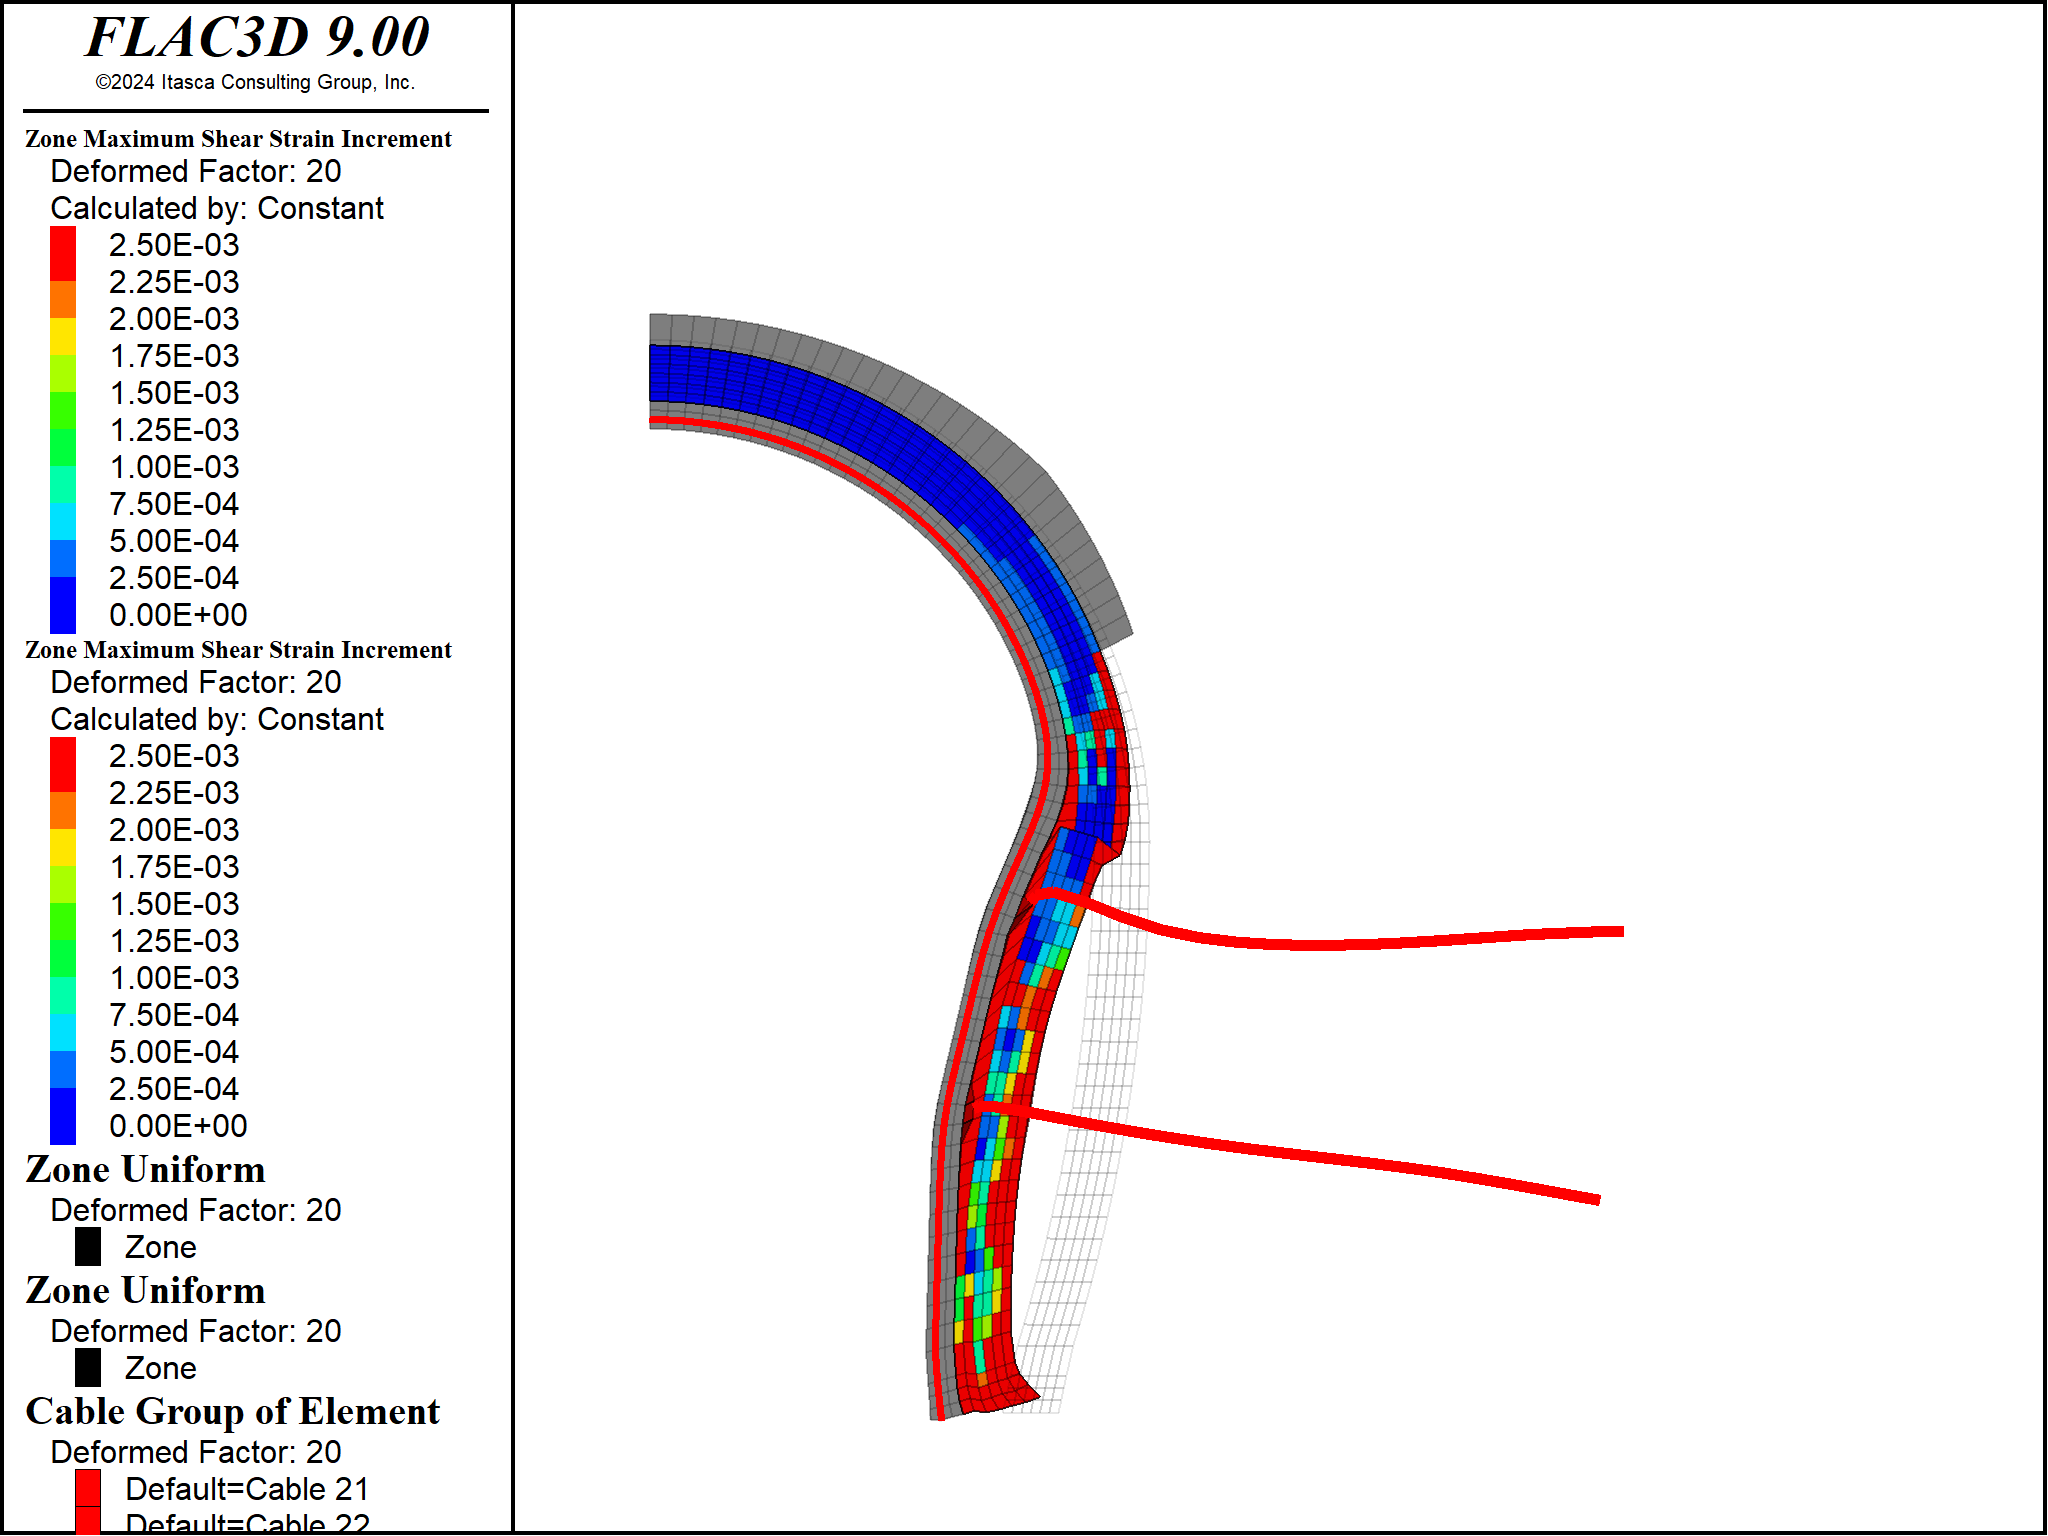 FLAC3D 9.00
©2024 Itasca Consulting Group, Inc.
Zone Maximum Shear Strain Increment
Deformed Factor: 20
Calculated by: Constant
2.50E-03
2.25E-03
2.00E-03
1.75E-03
1.50E-03
1.25E-03
1.00E-03
7.50E-04
5.00E-04
2.50E-04
0.00E+00
Zone Maximum Shear Strain Increment
Deformed Factor: 20
Calculated by: Constant
2.50E-03
2.25E-03
2.00E-03
1.75E-03
1.50E-03
1.25E-03
1.00E-03
7.50E-04
5.00E-04
2.50E-04
0.00E+00
Zone Uniform
Deformed Factor: 20
Zone
Zone Uniform
Deformed Factor: 20
Zone
Cable Group of Element
Deformed Factor: 20
Default=Cable 21
Default=Cable 22